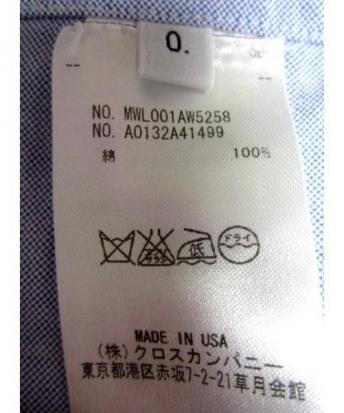 0.
NO. MWL001AW5258
NO. A0132A41499
綿 100%
低 ドライ
MADE IN USA
(株)クロスカンパニー
東京都港区赤坂7-2-21草月会館